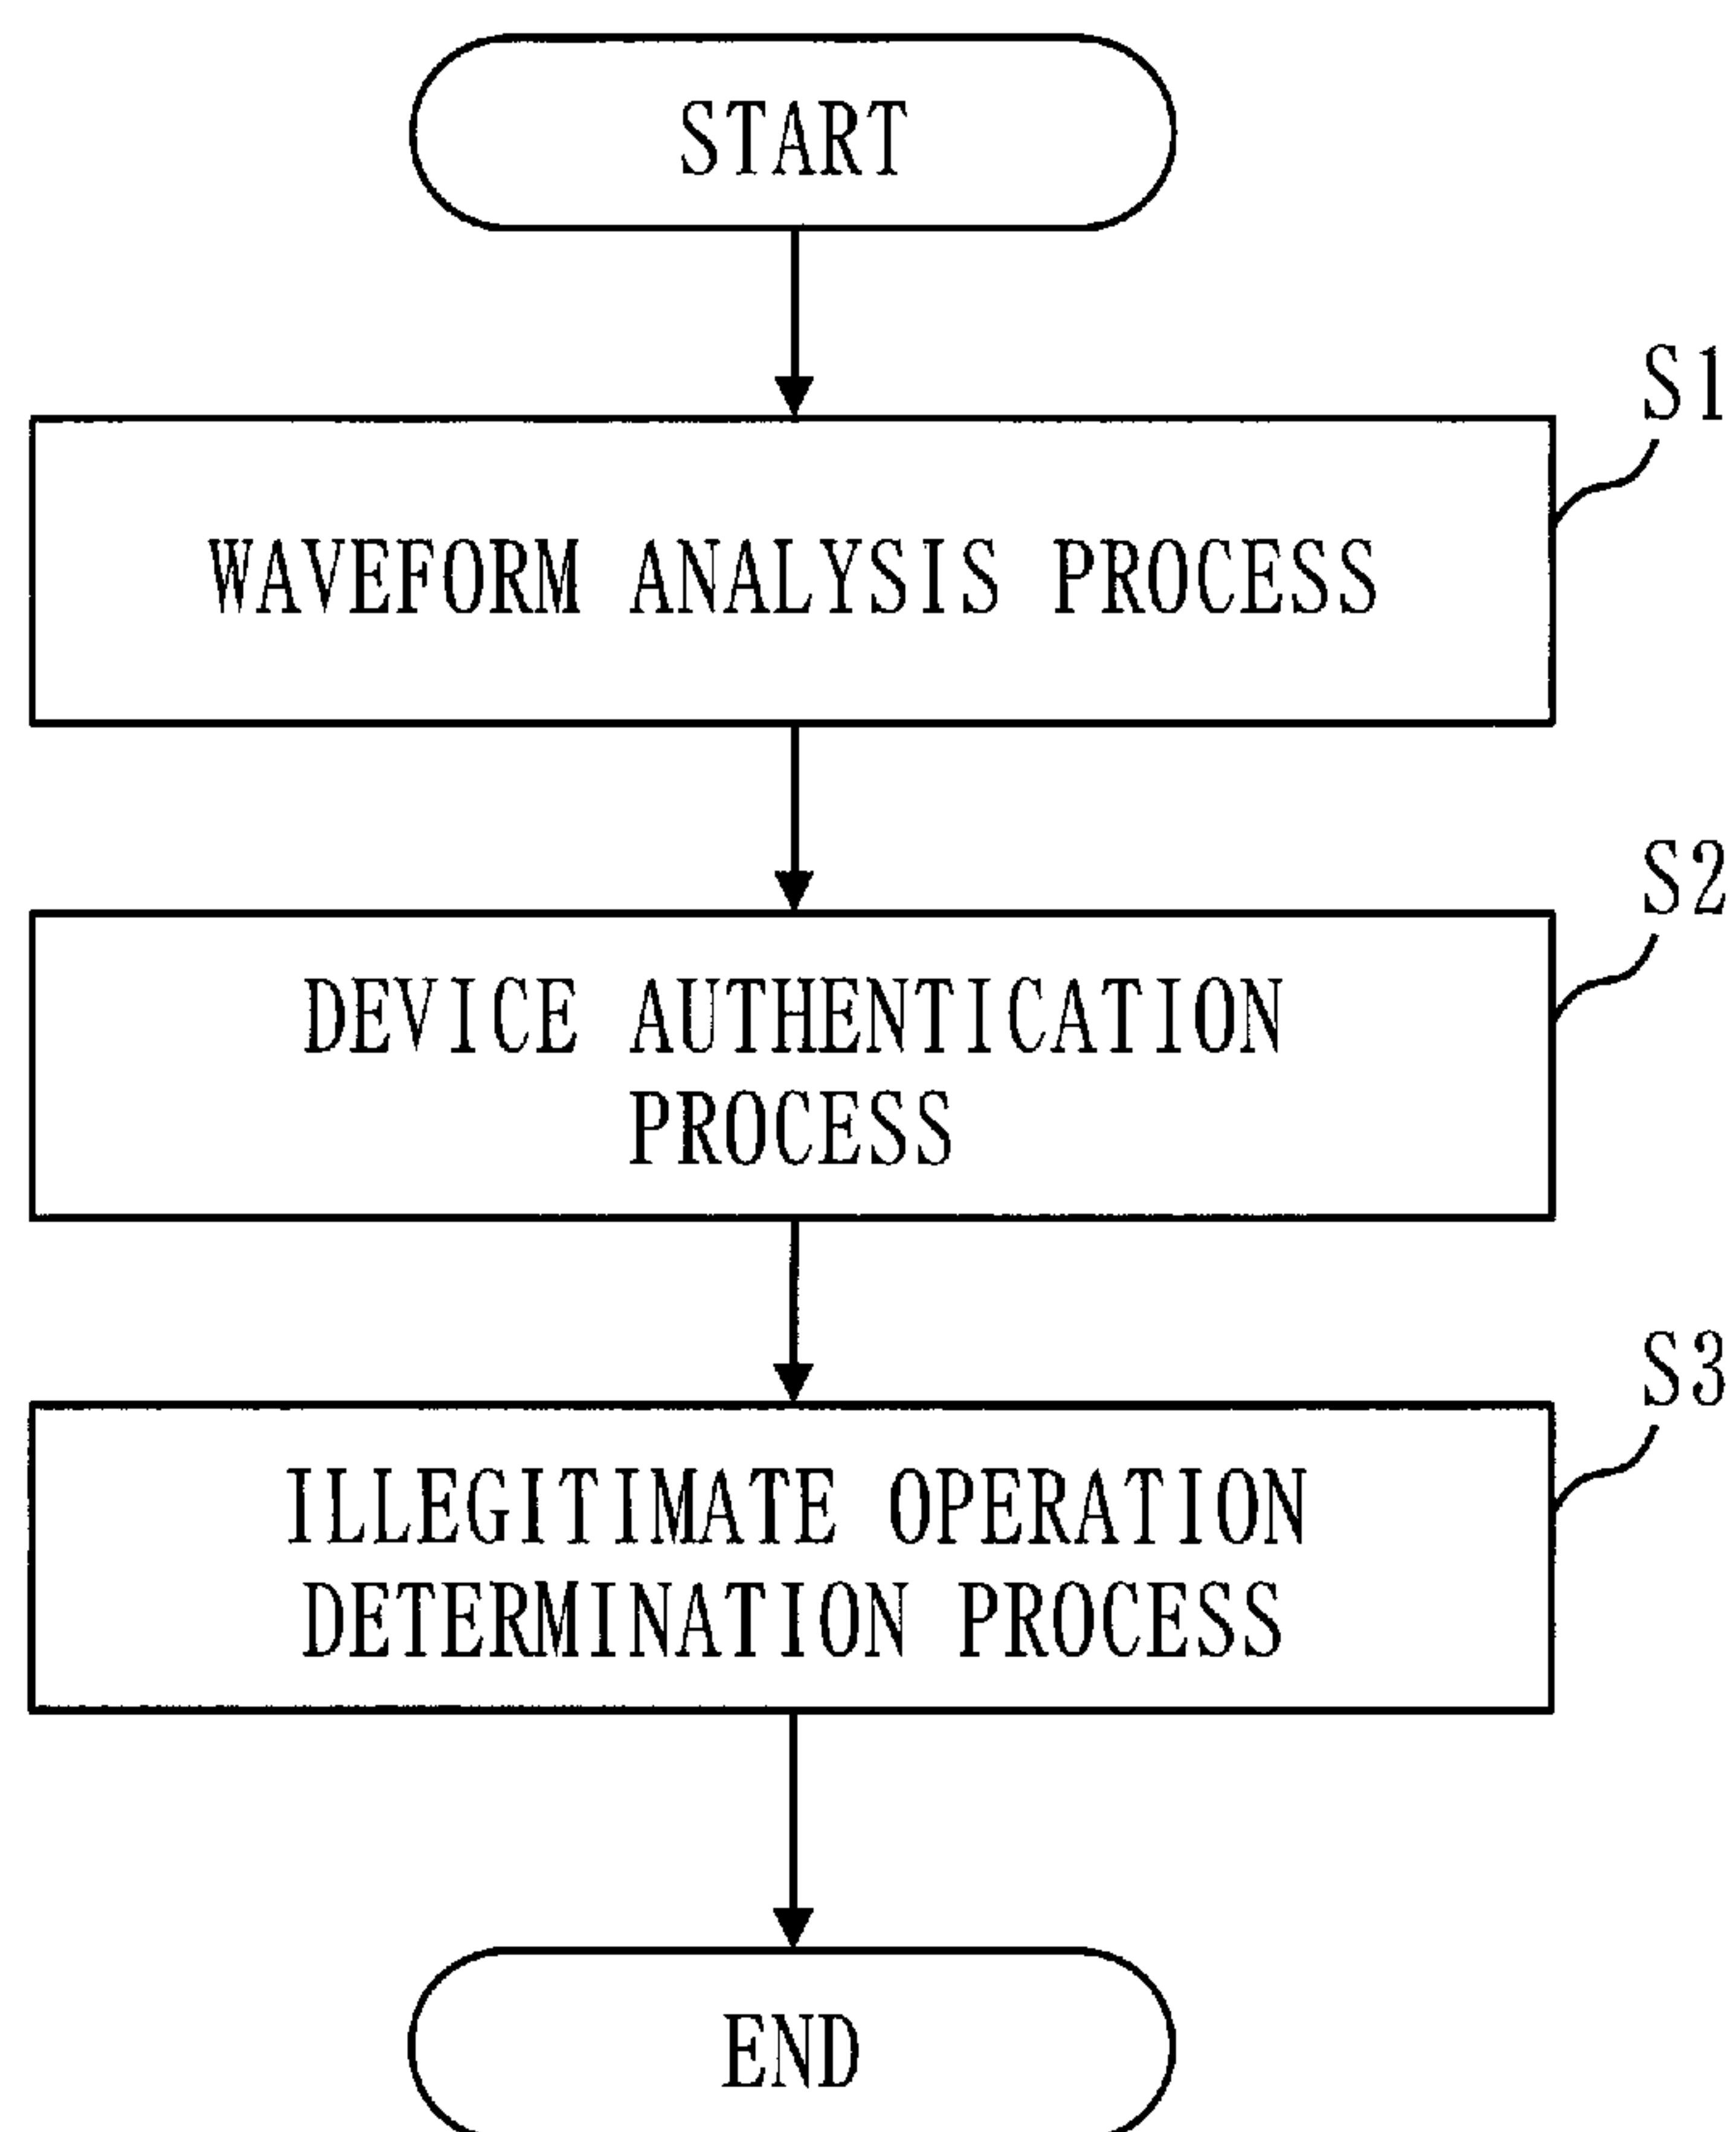 START
S1
WAVEFORM ANALYSIS PROCESS
S2
DEVICE AUTHENTICATION
PROCESS
S3
ILLEGITIMATE OPERATION
DETERMINATION PROCESS
END